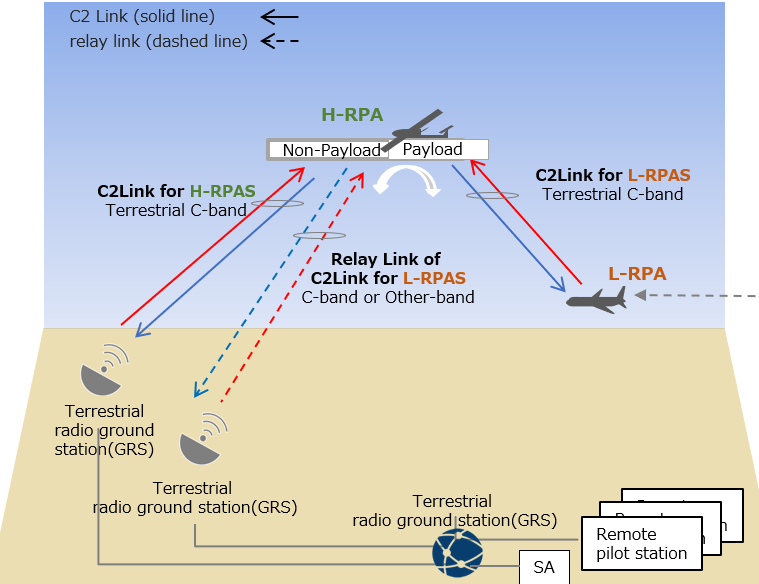 C2 Link (solid line)
relay link (dashed line)
H-RPA
Non-Payload
Payload
C2Link for H-RPAS
Terrestrial C-band
C2Link for L-RPAS
Terrestrial C-band
Relay Link of
C2Link for L-RPAS
C-band or Other-band
L-RPA
Terrestrial
radio ground
station(GRS)
Terrestrial
radio ground station(GRS)
Terrestrial
radio ground station(GRS)
Remote
pilot station
SA